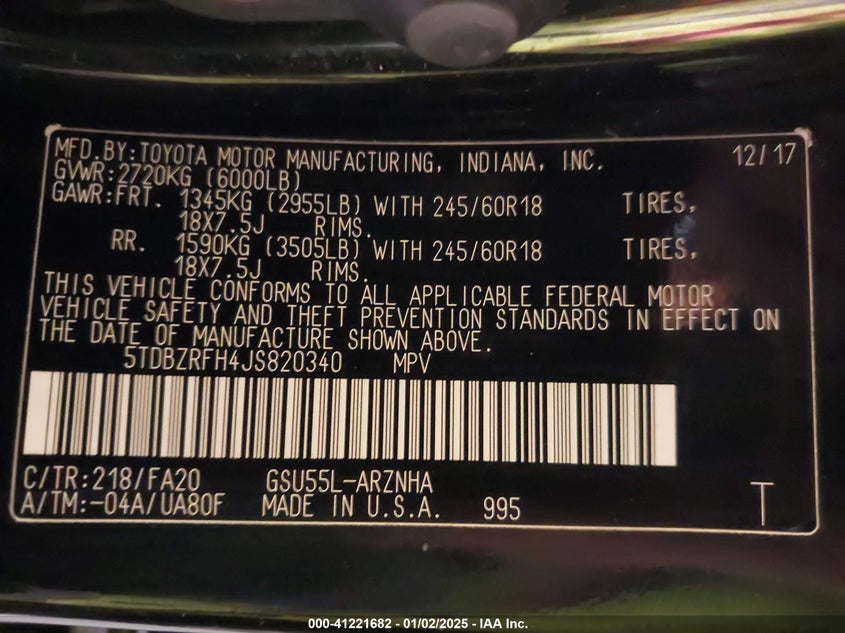 MFD.BY:TOYOTA MOTOR MANUFACTURING, INDIANA, INC. 12/17
GVWR:2720KG (6000LB)
GAWR:FRT. 1345KG (2955LB) WITH 245/60R18 TIRES,
18X7.5J RIMS.
RR. 1590KG (3505LB) WITH 245/60R18 TIRES,
18X7.5J RIMS.
THIS VEHICLE CONFORMS TO ALL APPLICABLE FEDERAL MOTOR
VEHICLE SAFETY AND THEFT PREVENTION STANDARDS IN EFFECT ON
THE DATE OF MANUFACTURE SHOWN ABOVE.
5TDBZRFH4JS820340 MPV
C/TR:218/FA20 GSU55L-ARZNHA
A/TM:-04A/UA80F MADE IN U.S.A. 995 T
000-41221682 - 01/02/2025 - IAA Inc.